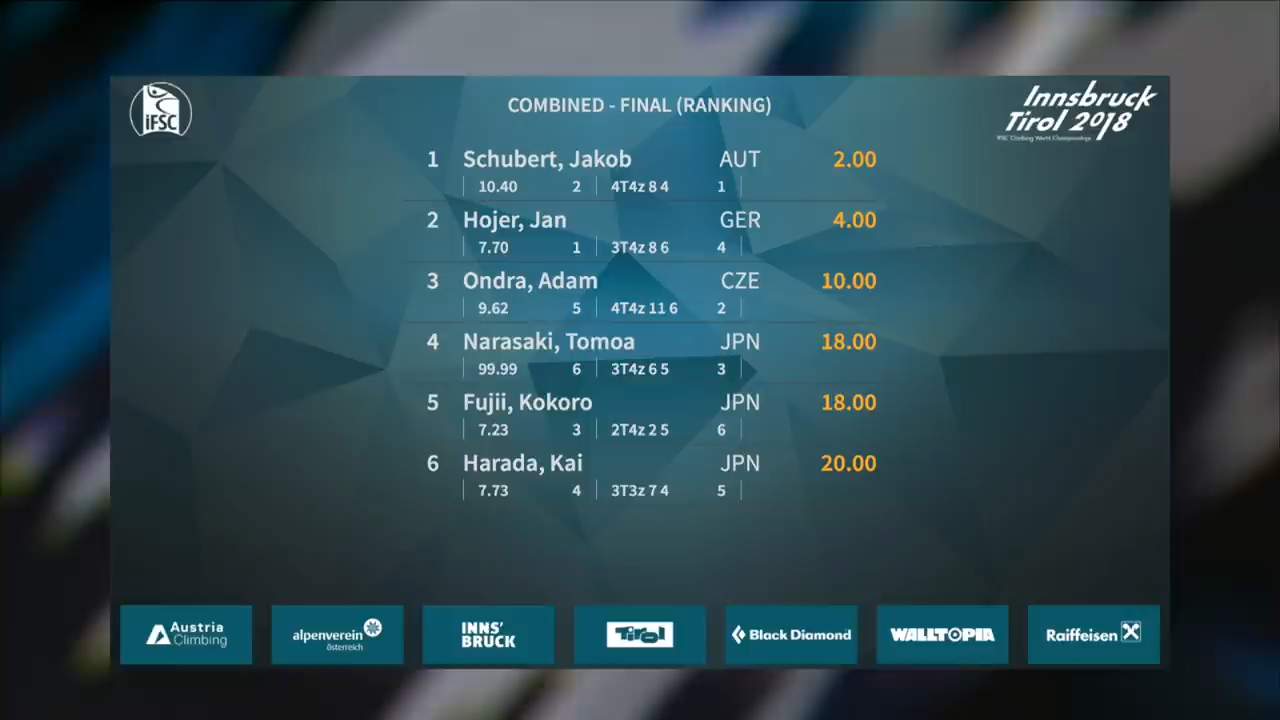 iFSC
COMBINED - FINAL (RANKING)
Innsbruck
Tirol 2018
IFSC Climbing World Championships
1 Schubert, Jakob AUT 2.00
10.40 2 4T4z 8 4 1
2 Hojer, Jan GER 4.00
7.70 1 3T4z 8 6 4
3 Ondra, Adam CZE 10.00
9.62 5 4T4z 11 6 2
4 Narasaki, Tomoa JPN 18.00
99.99 6 3T4z 6 5 3
5 Fujii, Kokoro JPN 18.00
7.23 3 2T4z 2 5 6
6 Harada, Kai JPN 20.00
7.73 4 3T3z 7 4 5
Austria
Climbing
alpenverein
österreich
INNS'
BRUCK
Tirol
Black Diamond
WALLTOPIA
Raiffeisen